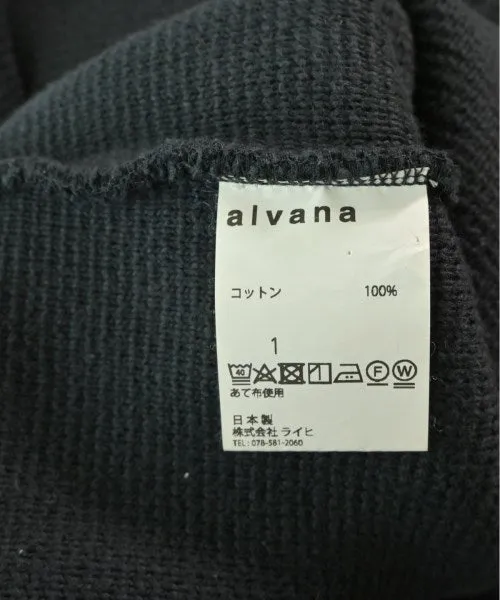 alvana
コットン 100%
1
40 F W
あて布使用
日本製
株式会社 ライヒ
TEL : 078-581-2060